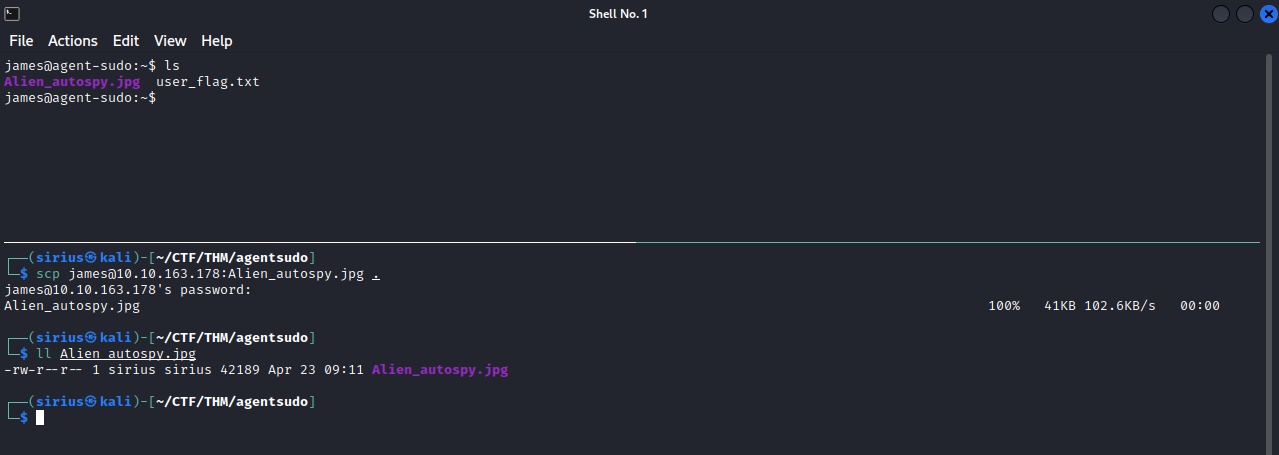 Shell No. 1
File Actions Edit View Help
james@agent-sudo:~$ ls
Alien_autospy.jpg user_flag.txt
james@agent-sudo:~$
┌──(sirius㉿kali)-[~/CTF/THM/agentsudo]
└─$ scp james@10.10.163.178:Alien_autospy.jpg .
james@10.10.163.178's password:
Alien_autospy.jpg 100% 41KB 102.6KB/s 00:00
┌──(sirius㉿kali)-[~/CTF/THM/agentsudo]
└─$ ll Alien_autospy.jpg
-rw-r--r-- 1 sirius sirius 42189 Apr 23 09:11 Alien_autospy.jpg
┌──(sirius㉿kali)-[~/CTF/THM/agentsudo]
└─$